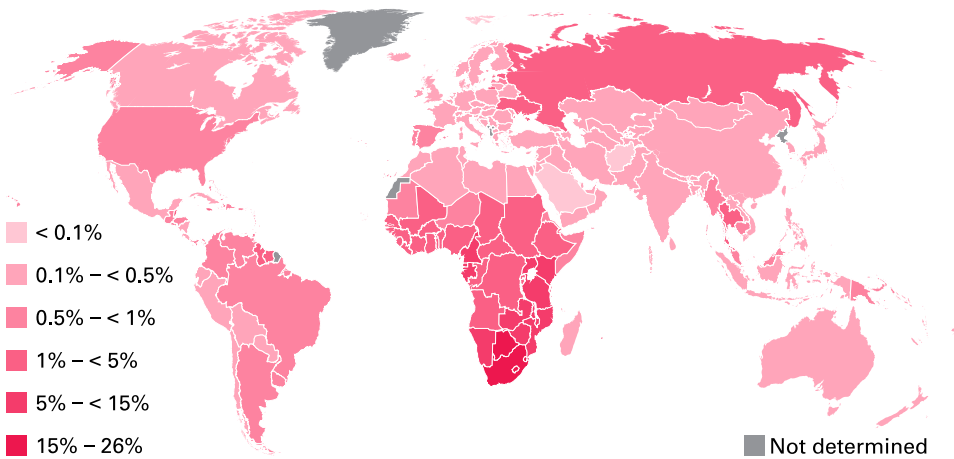 < 0.1%
0.1% – < 0.5%
0.5% – < 1%
1% – < 5%
5% – < 15%
15% – 26%
Not determined